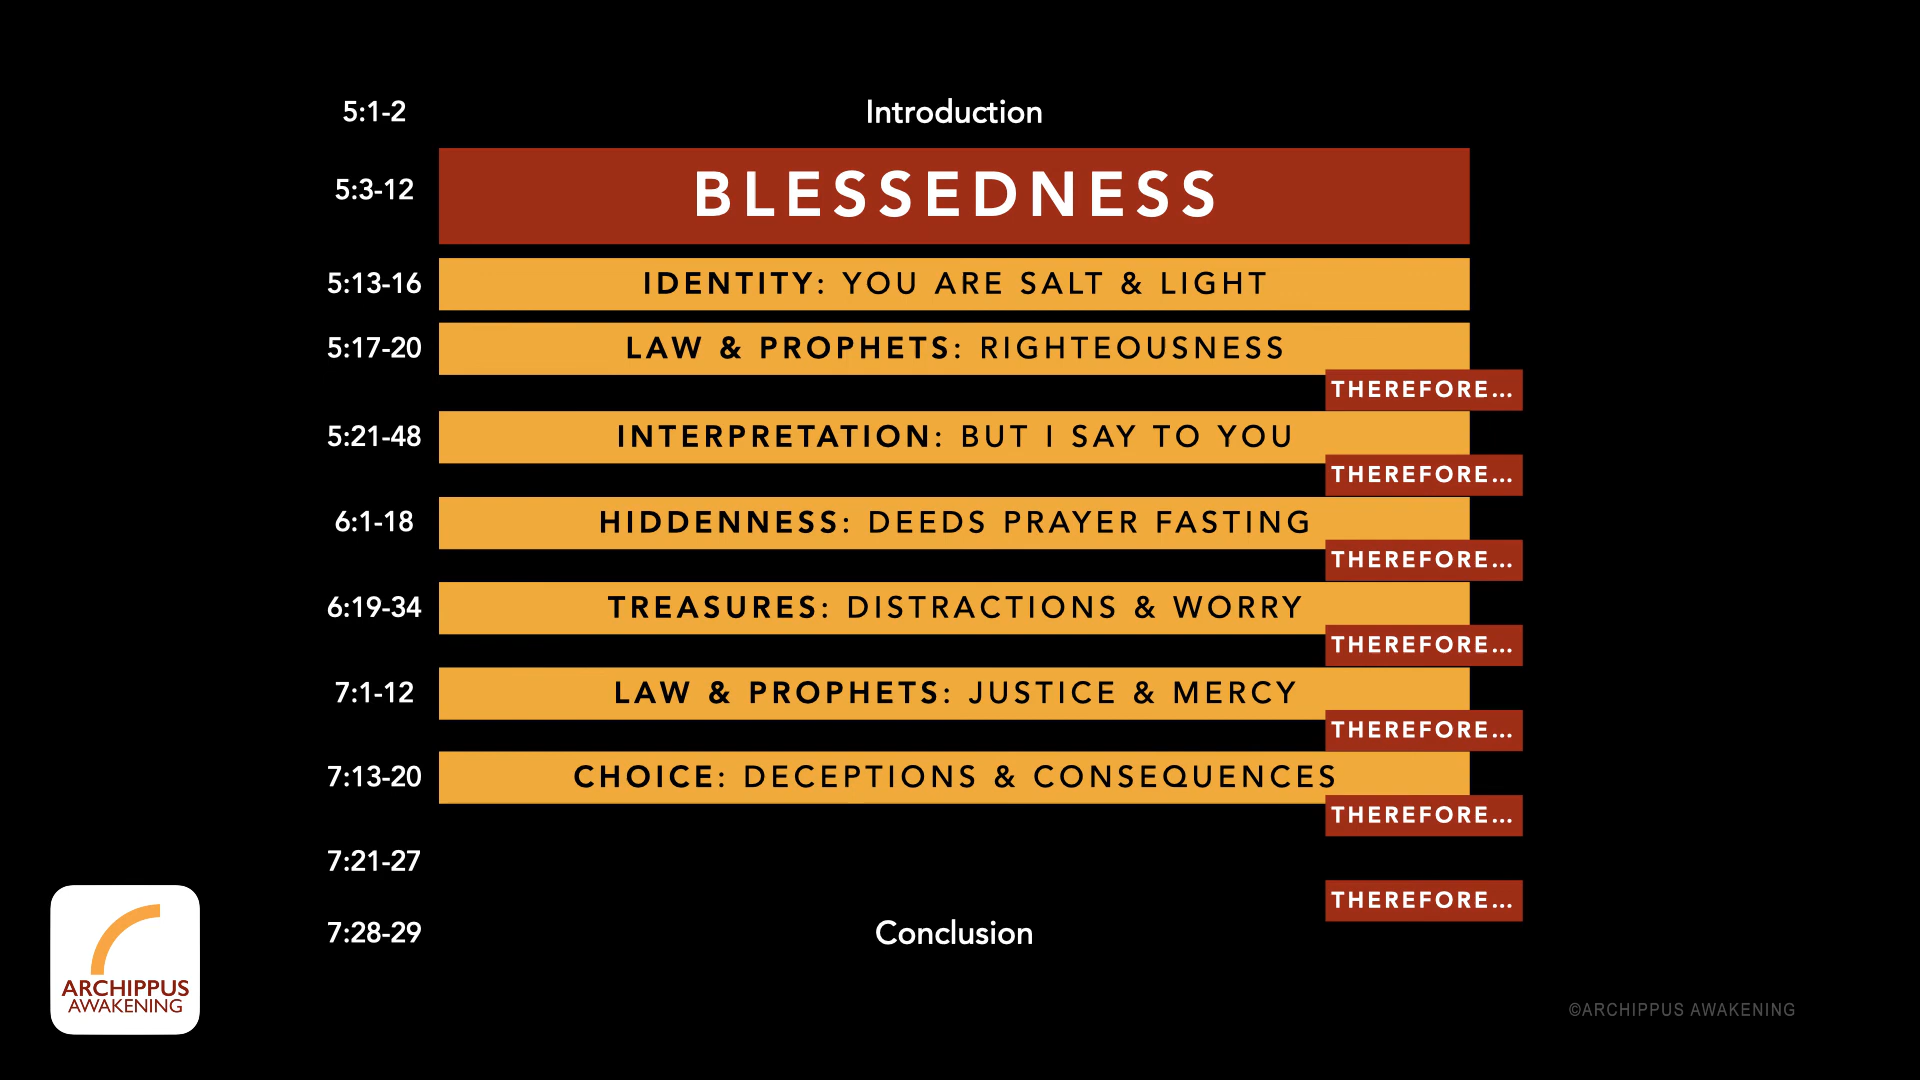 5:1-2 Introduction
5:3-12 BLESSEDNESS
5:13-16 IDENTITY: YOU ARE SALT & LIGHT
5:17-20 LAW & PROPHETS: RIGHTEOUSNESS
THEREFORE...
5:21-48 INTERPRETATION: BUT I SAY TO YOU
THEREFORE...
6:1-18 HIDDENNESS: DEEDS PRAYER FASTING
THEREFORE...
6:19-34 TREASURES: DISTRACTIONS & WORRY
THEREFORE...
7:1-12 LAW & PROPHETS: JUSTICE & MERCY
THEREFORE...
7:13-20 CHOICE: DECEPTIONS & CONSEQUENCES
THEREFORE...
7:21-27
THEREFORE...
7:28-29 Conclusion
ARCHIPPUS
AWAKENING
©ARCHIPPUS AWAKENING